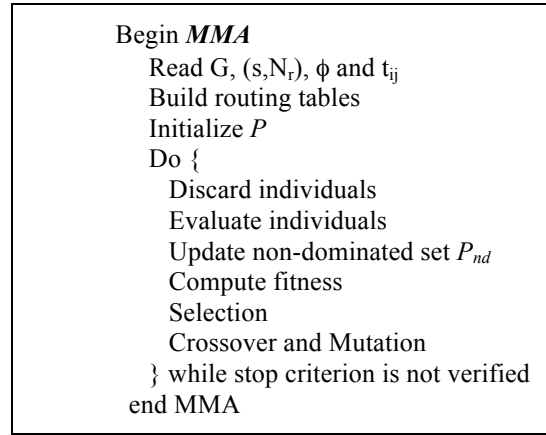 Begin MMA
Read G, (s,Nr), ϕ and tij
Build routing tables
Initialize P
Do {
Discard individuals
Evaluate individuals
Update non-dominated set Pnd
Compute fitness
Selection
Crossover and Mutation
} while stop criterion is not verified
end MMA